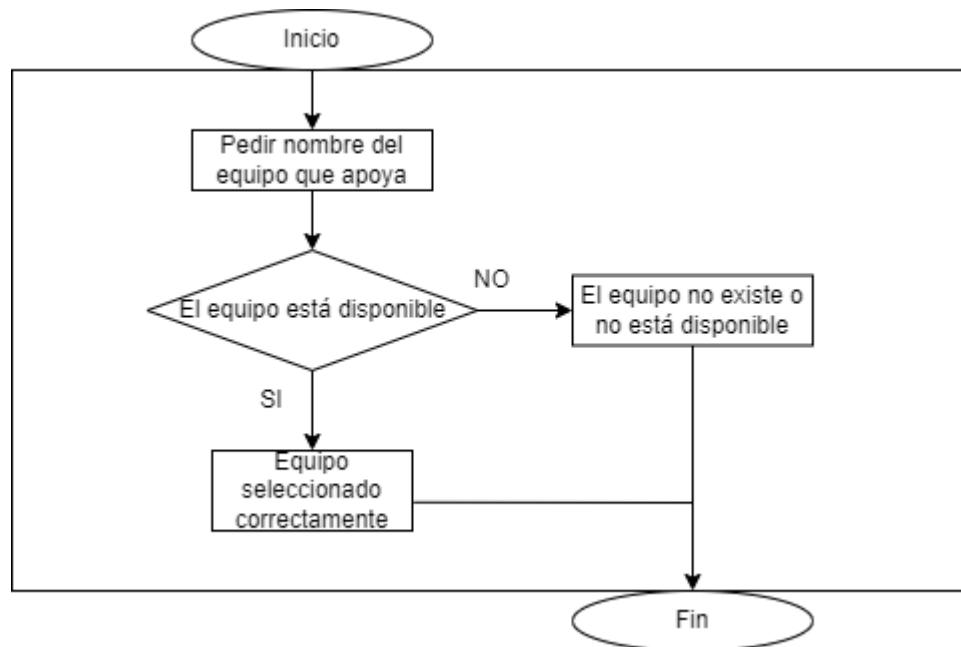 Inicio
Pedir nombre del
equipo que apoya
El equipo está disponible
NO
El equipo no existe o
no está disponible
SI
Equipo
seleccionado
correctamente
Fin